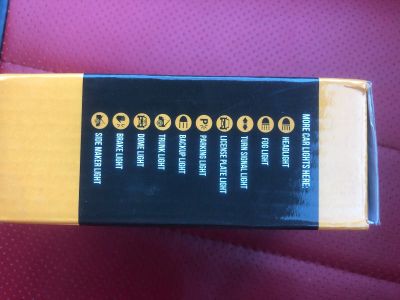 MORE CAR LIGHTS HERE:
HEADLIGHT
FOG LIGHT
TURN SIGNAL LIGHT
LICENSE PLATE LIGHT
PARKING LIGHT
BACKUP LIGHT
TRUNK LIGHT
DOME LIGHT
BRAKE LIGHT
SIDE MAKER LIGHT